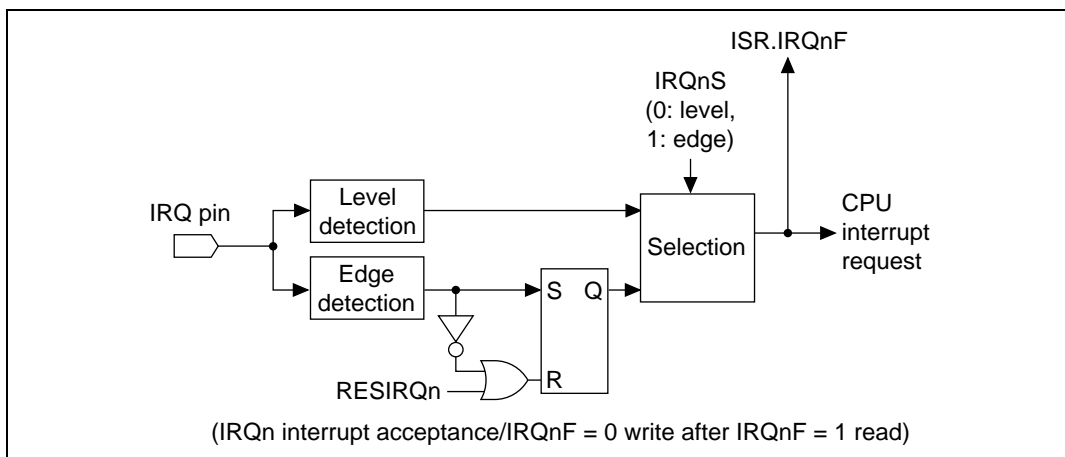 ISR.IRQnF
IRQnS
(0: level,
1: edge)
IRQ pin
Level
detection
Selection
CPU
interrupt
request
Edge
detection
S Q
R
RESIRQn
(IRQn interrupt acceptance/IRQnF = 0 write after IRQnF = 1 read)